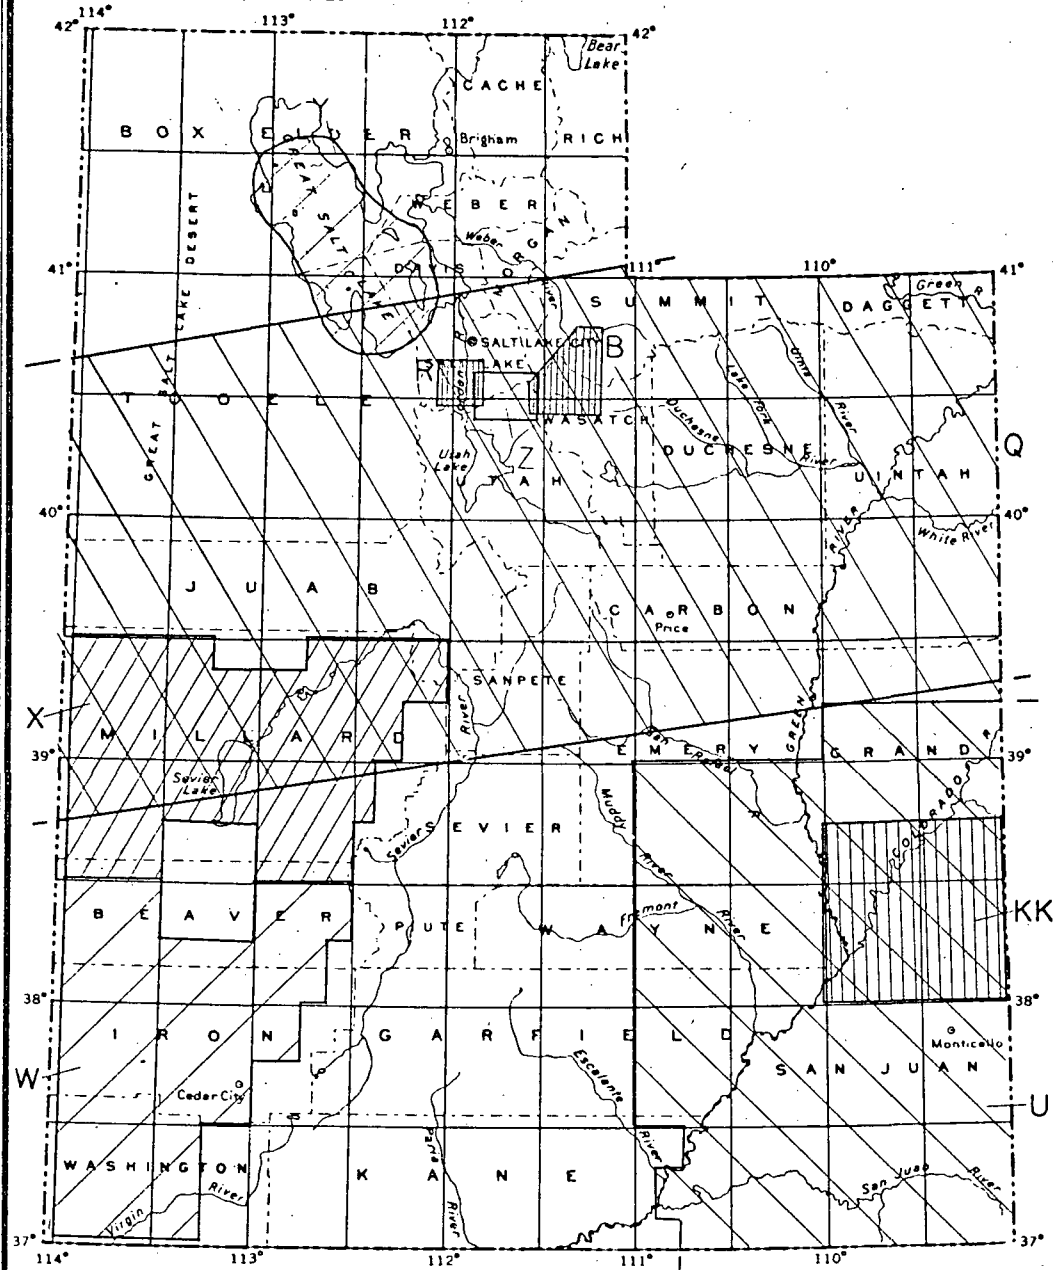 114°
113°
112°
42°
42°
Bear
Lake
CACHE
Y
BOX ELDER
Brigham
RICH
GREAT SALT LAKE
WEBER
MORGAN
Weber
River
DAVIS
GREAT SALT LAKE DESERT
41°
111°
110°
41°
SUMMIT
DAGGETT
Green R
SALT LAKE CITY
B
SALT LAKE
Jordan
R
TOOELE
WASATCH
Uinta
River
Lake Fork
Duchesne
River
DUCHESNE
Q
Utah
Lake
Z
UTAH
UINTAH
40°
40°
White River
JUAB
CARBON
Price
GREEN RIVER
SANPETE
X
MILLARD
River
San Rafael
R
EMERY
GRAND
39°
39°
Sevier
Lake
COLORADO R
Muddy
River
SEVIER
Sevier
BEAVER
PIUTE
Fremont
River
WAYNE
KK
38°
38°
IRON
GARFIELD
Monticello
SAN JUAN
W
Cedar City
Escalante
River
U
WASHINGTON
KANE
Paria
River
San Juan
River
Virgin
River
37°
37°
114°
113°
112°
111°
110°